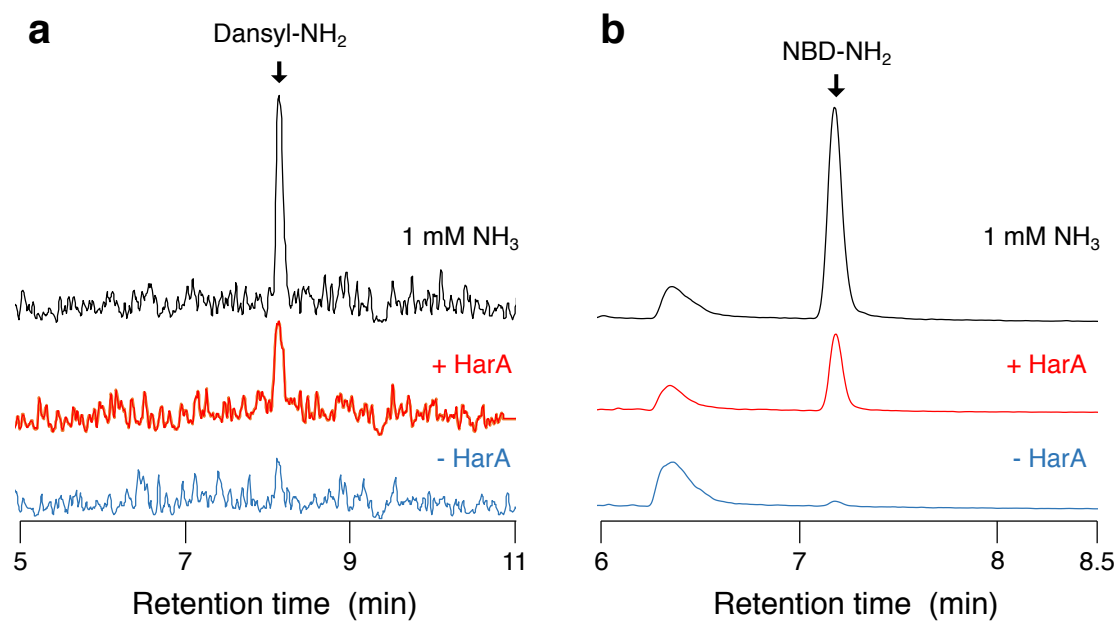 a
Dansyl-NH₂
1 mM NH₃
+ HarA
- HarA
5 7 9 11
Retention time (min)
b
NBD-NH₂
1 mM NH₃
+ HarA
- HarA
6 7 8 8.5
Retention time (min)